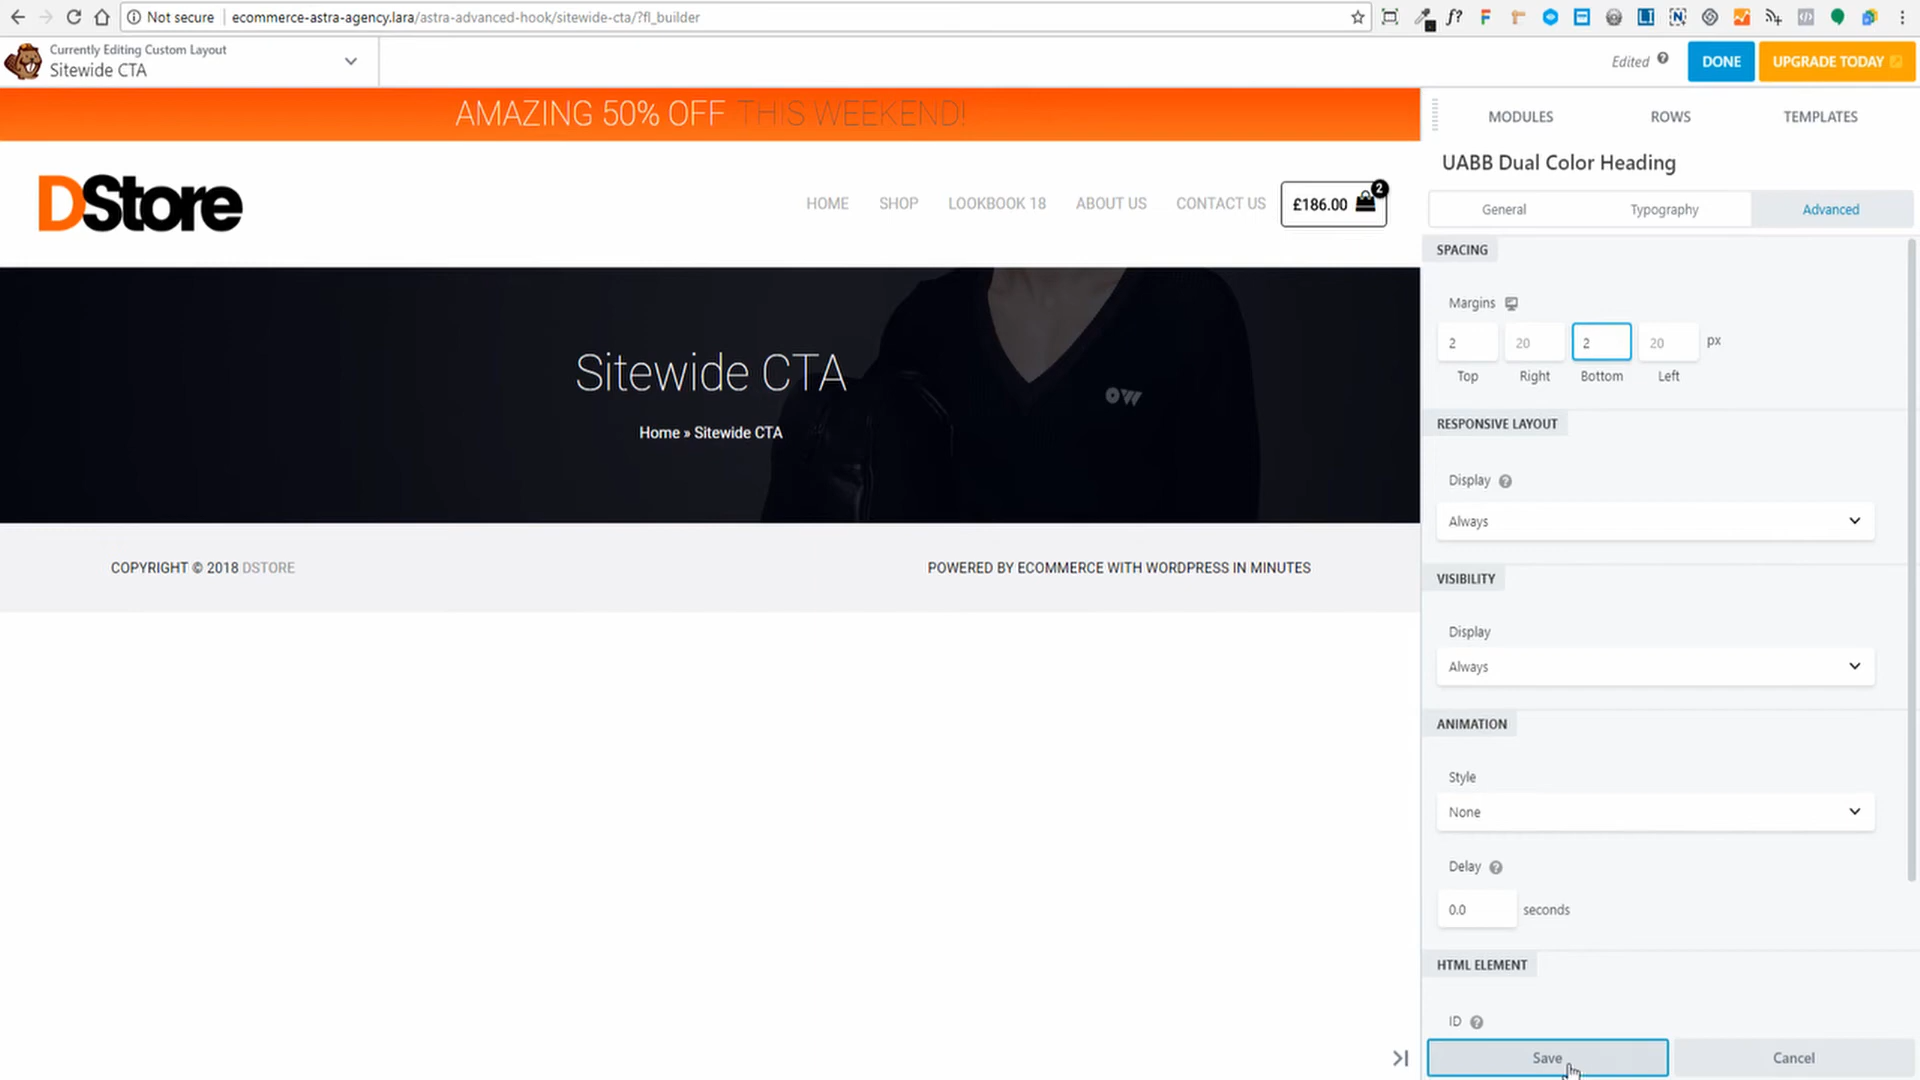 Not secure
ecommerce-astra-agency.lara/astra-advanced-hook/sitewide-cta/?fl_builder
Currently Editing Custom Layout
Sitewide CTA
Edited
DONE
UPGRADE TODAY
AMAZING 50% OFF THIS WEEKEND!
DStore
HOME
SHOP
LOOKBOOK 18
ABOUT US
CONTACT US
£186.00
2
Sitewide CTA
Home » Sitewide CTA
COPYRIGHT © 2018 DSTORE
POWERED BY ECOMMERCE WITH WORDPRESS IN MINUTES
MODULES
ROWS
TEMPLATES
UABB Dual Color Heading
General
Typography
Advanced
SPACING
Margins
2
20
2
20
px
Top
Right
Bottom
Left
RESPONSIVE LAYOUT
Display
Always
VISIBILITY
Display
Always
ANIMATION
Style
None
Delay
0.0
seconds
HTML ELEMENT
ID
Save
Cancel